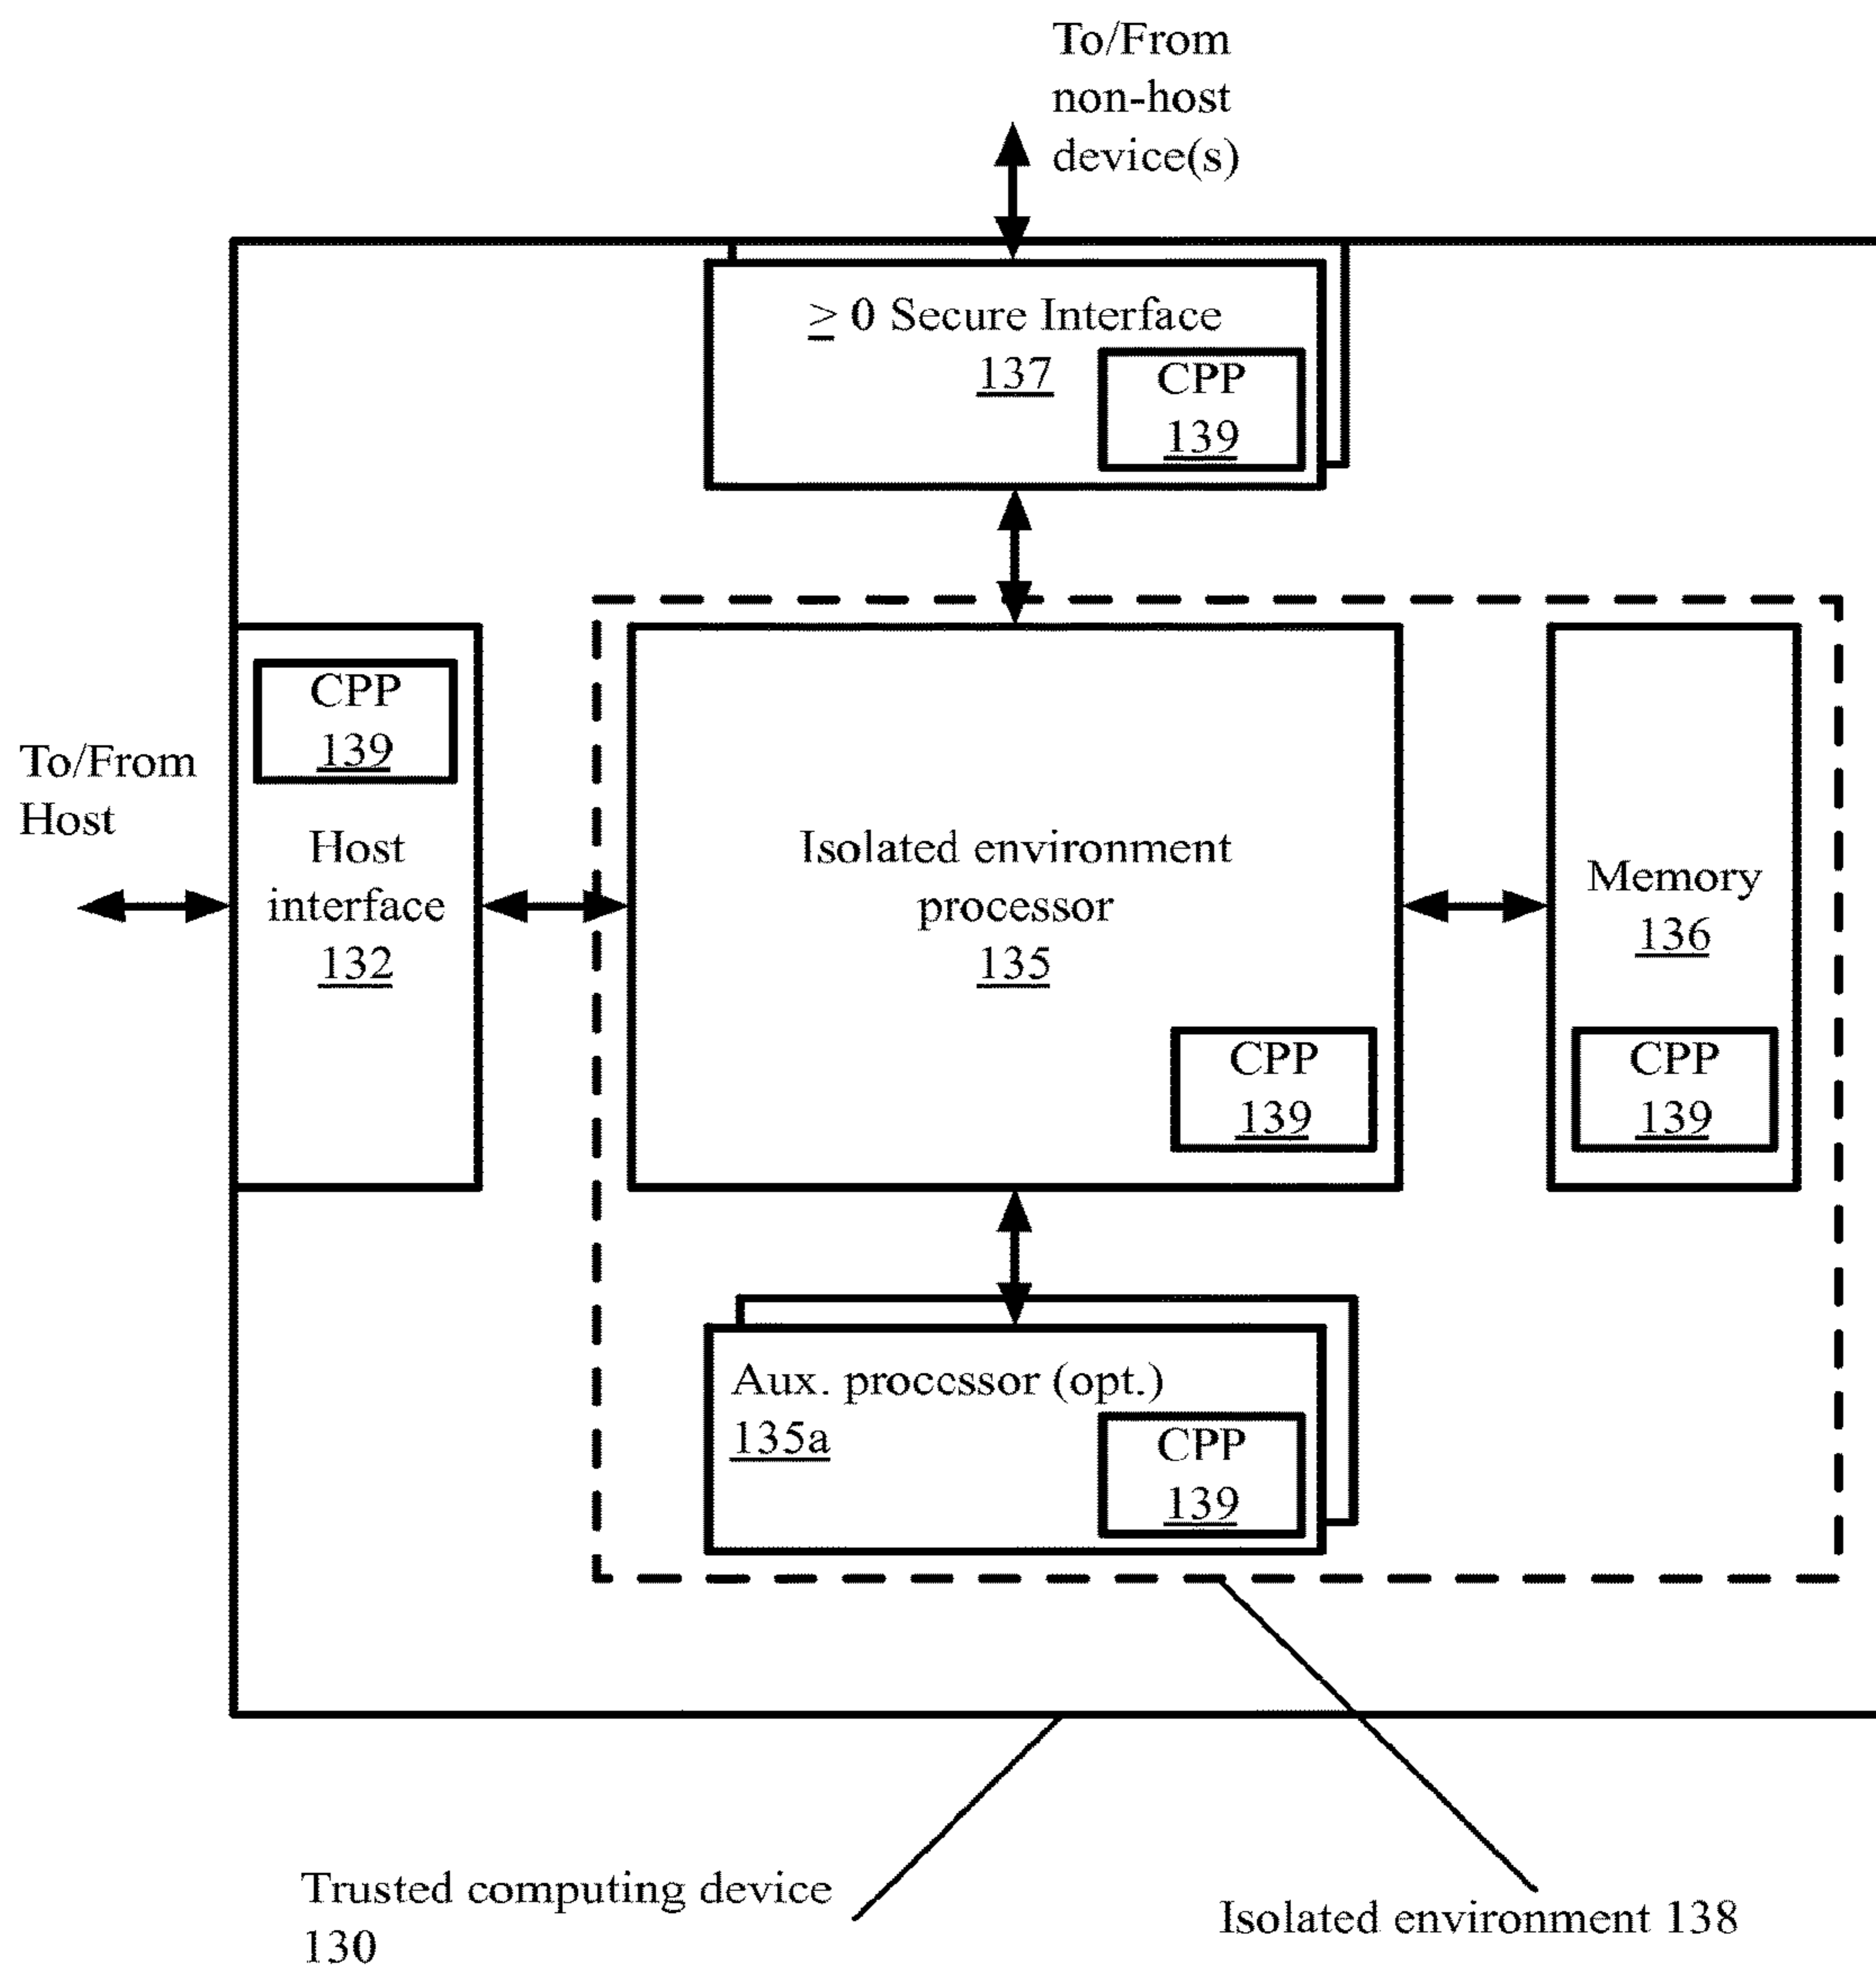 To/From
non-host
device(s)
≥ 0 Secure Interface
137
CPP
139
To/From
Host
CPP
139
Host
interface
132
Isolated environment
processor
135
CPP
139
Memory
136
CPP
139
Aux. proccssor (opt.)
135a
CPP
139
Trusted computing device
130
Isolated environment 138